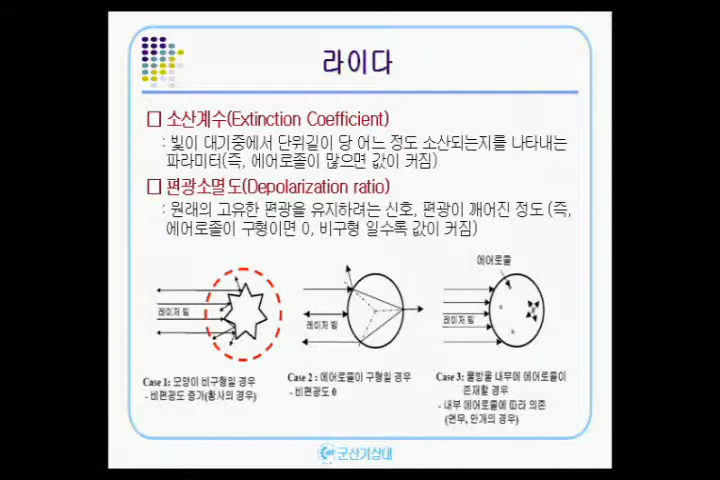 라이다
□ 소산계수(Extinction Coefficient)
: 빛이 대기중에서 단위길이 당 어느 정도 소산되는지를 나타내는
파라미터(즉, 에어로졸이 많으면 값이 커짐)
□ 편광소멸도(Depolarization ratio)
: 원래의 고유한 편광을 유지하려는 신호, 편광이 깨어진 정도 (즉,
에어로졸이 구형이면 0, 비구형 일수록 값이 커짐)
에어로졸
레이저 빔
레이저 빔
레이저 빔
Case 1: 모양이 비구형일 경우
- 비편광도 증가(황사의 경우)
Case 2 : 에어로졸이 구형일 경우
- 비편광도 0
Case 3: 물방울 내부에 에어로졸이
존재할 경우
- 내부 에어로졸에 따라 의존
(연무, 안개의 경우)
군산기상대